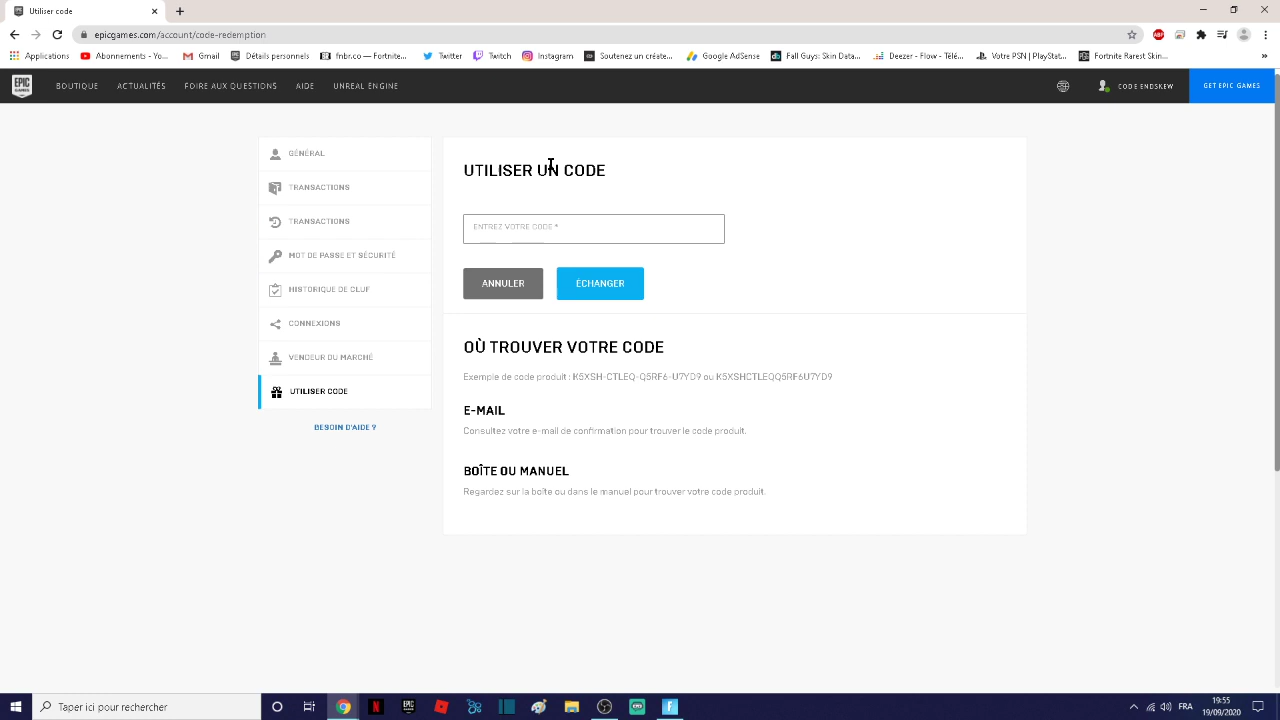 Utiliser code
epicgames.com/account/code-redemption
Applications
Abonnements - Yo...
Gmail
Détails personnels
fnbr.co — Fortnite...
Twitter
Twitch
Instagram
Soutenez un créate...
Google AdSense
Fall Guys: Skin Data...
Deezer - Flow - Télé...
Votre PSN | PlayStat...
Fortnite Rarest Skin...
»
EPIC GAMES
BOUTIQUE
ACTUALITÉS
FOIRE AUX QUESTIONS
AIDE
UNREAL ENGINE
CODE ENDSKEW
GET EPIC GAMES
GÉNÉRAL
TRANSACTIONS
TRANSACTIONS
MOT DE PASSE ET SÉCURITÉ
HISTORIQUE DE CLUF
CONNEXIONS
VENDEUR DU MARCHÉ
UTILISER CODE
BESOIN D'AIDE ?
UTILISER UN CODE
ENTREZ VOTRE CODE *
ANNULER
ÉCHANGER
OÙ TROUVER VOTRE CODE
Exemple de code produit : K5XSH-CTLEQ-Q5RF6-U7YD9 ou K5XSHCTLEQQ5RF6U7YD9
E-MAIL
Consultez votre e-mail de confirmation pour trouver le code produit.
BOÎTE OU MANUEL
Regardez sur la boîte ou dans le manuel pour trouver votre code produit.
Taper ici pour rechercher
FRA
19:55
19/09/2020